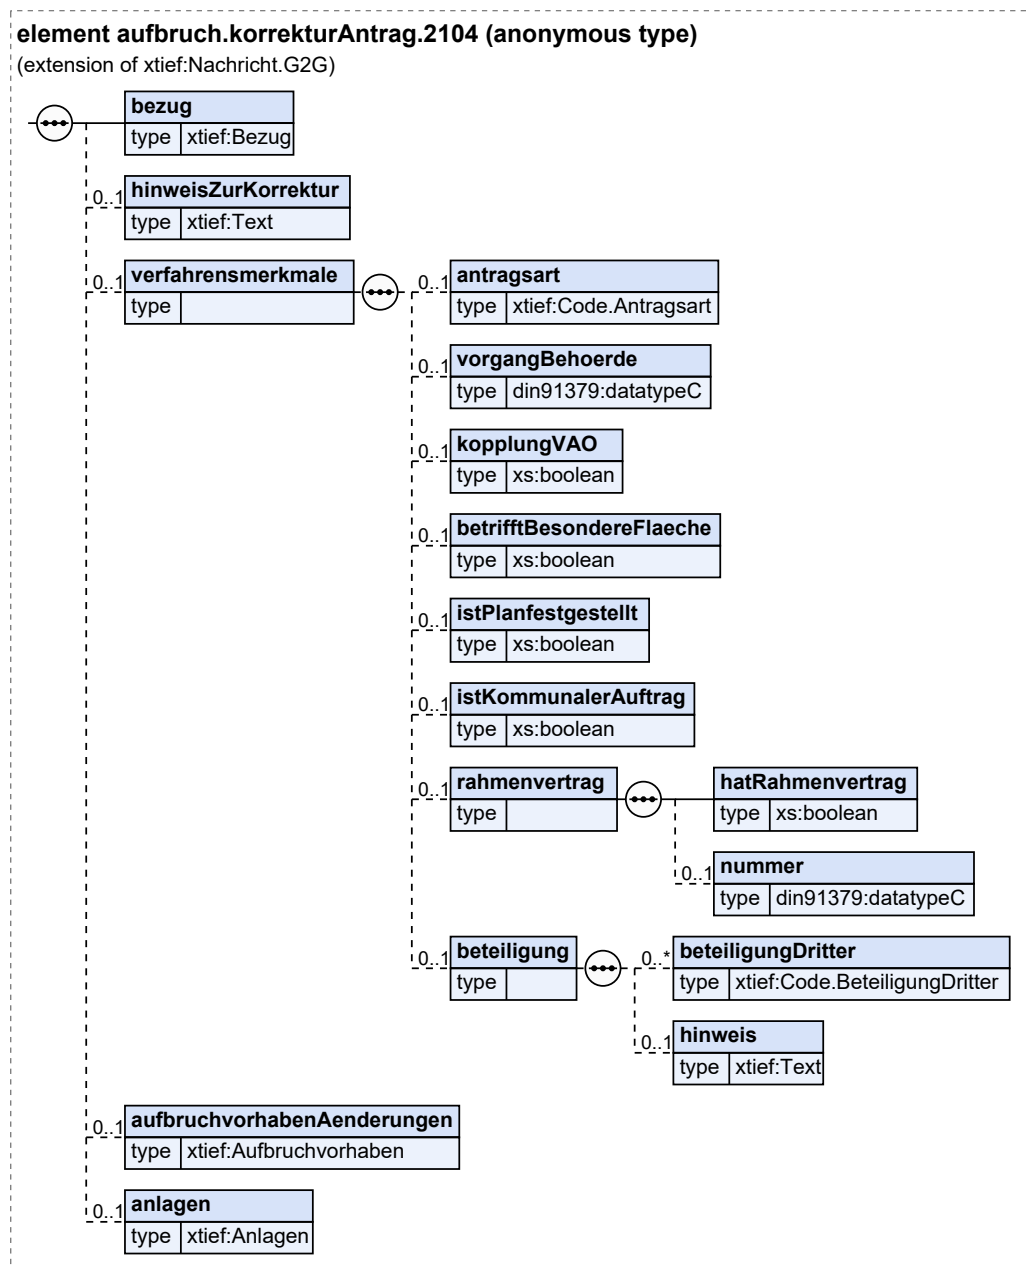 element aufbruch.korrekturAntrag.2104 (anonymous type)
(extension of xtief:Nachricht.G2G)
bezug
type xtief:Bezug
0..1 hinweisZurKorrektur
type xtief:Text
0..1 verfahrensmerkmale
type
0..1 antragsart
type xtief:Code.Antragsart
0..1 vorgangBehoerde
type din91379:datatypeC
0..1 kopplungVAO
type xs:boolean
0..1 betrifftBesondereFlaeche
type xs:boolean
0..1 istPlanfestgestellt
type xs:boolean
0..1 istKommunalerAuftrag
type xs:boolean
0..1 rahmenvertrag
type
hatRahmenvertrag
type xs:boolean
0..1 nummer
type din91379:datatypeC
0..1 beteiligung
type
0..* beteiligungDritter
type xtief:Code.BeteiligungDritter
0..1 hinweis
type xtief:Text
0..1 aufbruchvorhabenAenderungen
type xtief:Aufbruchvorhaben
0..1 anlagen
type xtief:Anlagen